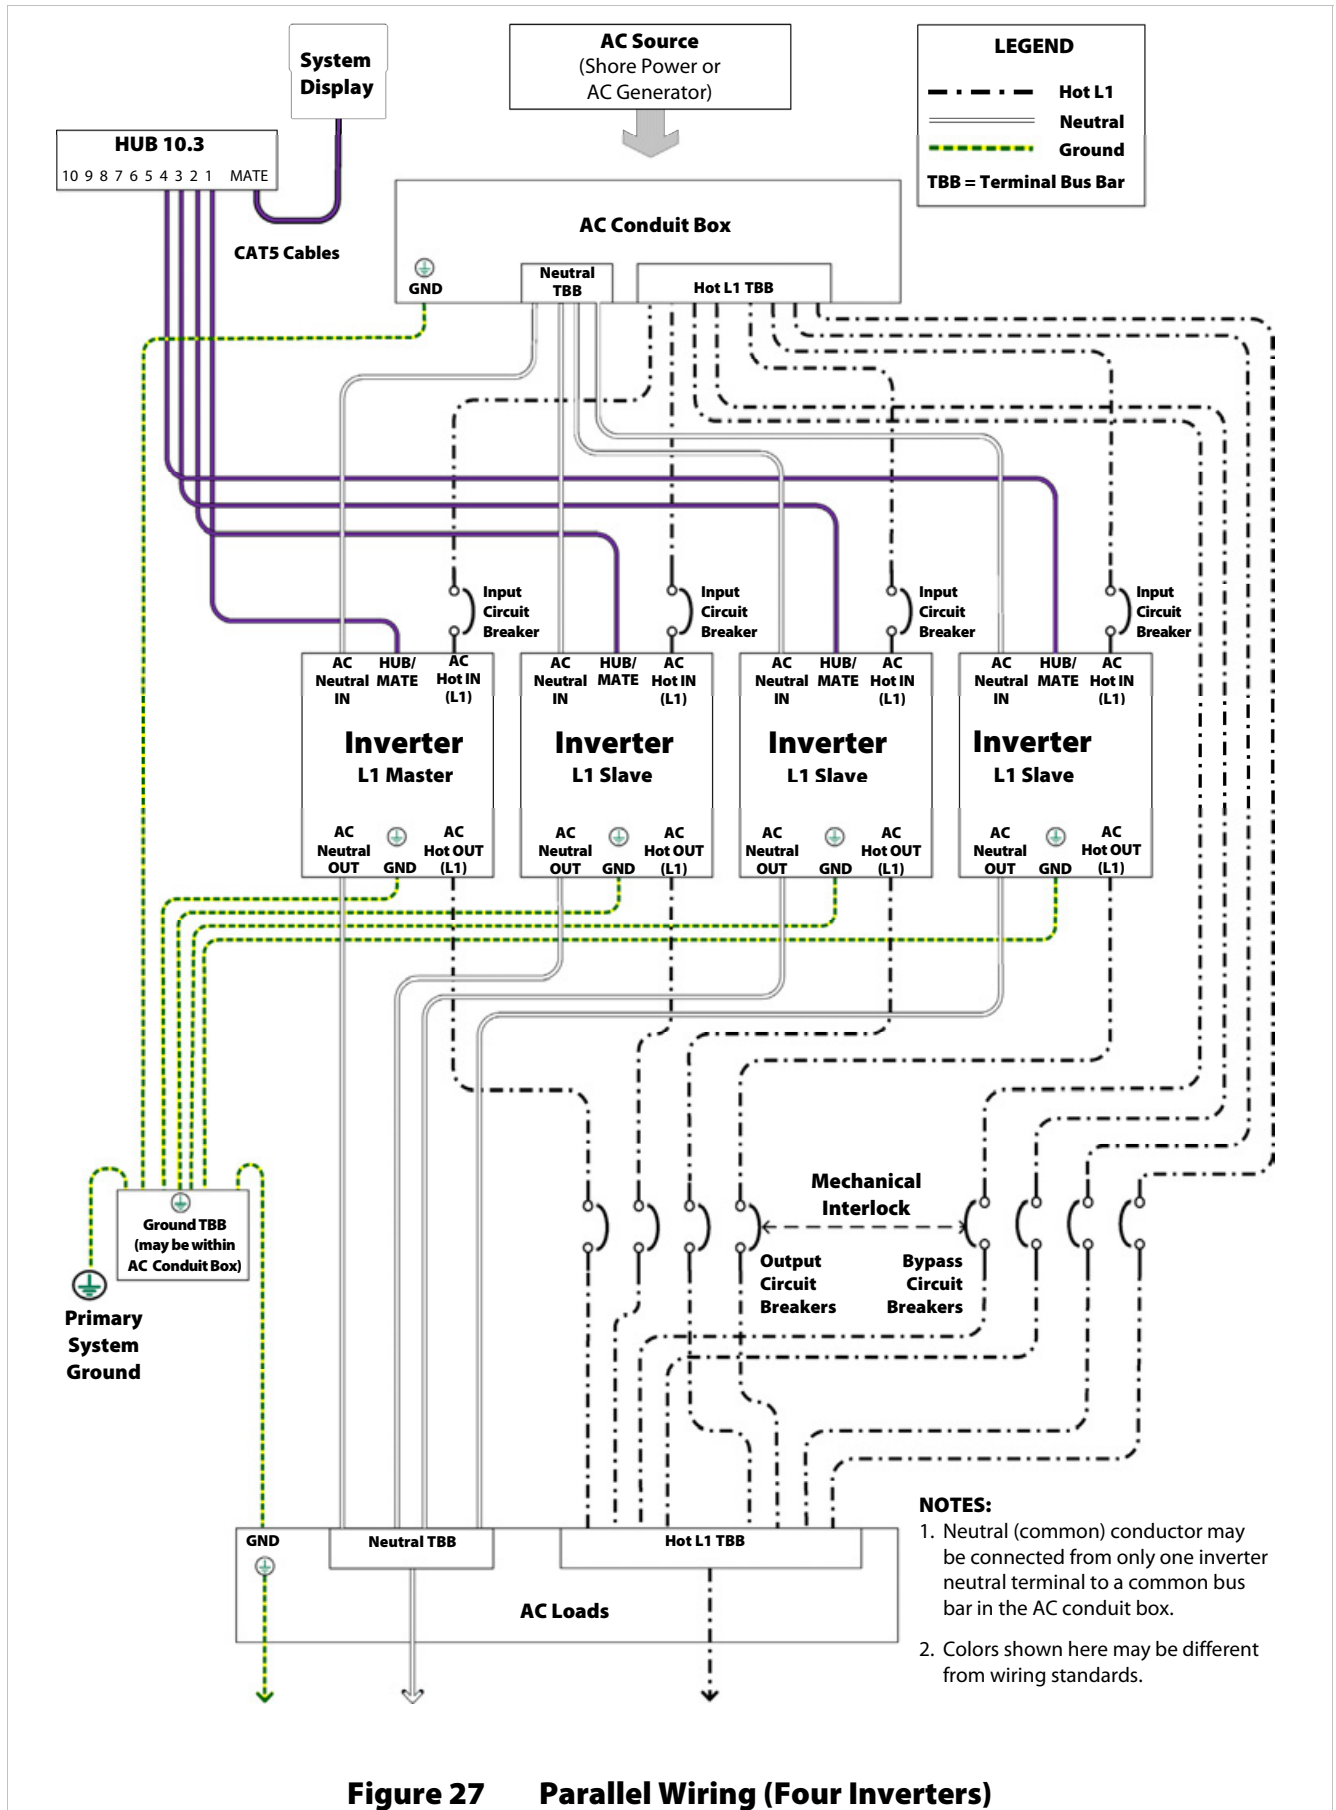 System
Display
AC Source
(Shore Power or
AC Generator)
LEGEND
Hot L1
Neutral
Ground
TBB = Terminal Bus Bar
HUB 10.3
10 9 8 7 6 5 4 3 2 1 MATE
CAT5 Cables
AC Conduit Box
GND
Neutral
TBB
Hot L1 TBB
Input
Circuit
Breaker
Input
Circuit
Breaker
Input
Circuit
Breaker
Input
Circuit
Breaker
AC
Neutral
IN
HUB/
MATE
AC
Hot IN
(L1)
Inverter
L1 Master
AC
Neutral
OUT
GND
AC
Hot OUT
(L1)
AC
Neutral
IN
HUB/
MATE
AC
Hot IN
(L1)
Inverter
L1 Slave
AC
Neutral
OUT
GND
AC
Hot OUT
(L1)
AC
Neutral
IN
HUB/
MATE
AC
Hot IN
(L1)
Inverter
L1 Slave
AC
Neutral
OUT
GND
AC
Hot OUT
(L1)
AC
Neutral
IN
HUB/
MATE
AC
Hot IN
(L1)
Inverter
L1 Slave
AC
Neutral
OUT
GND
AC
Hot OUT
(L1)
Mechanical
Interlock
Output
Circuit
Breakers
Bypass
Circuit
Breakers
Ground TBB
(may be within
AC Conduit Box)
Primary
System
Ground
GND
Neutral TBB
Hot L1 TBB
AC Loads
NOTES:
1. Neutral (common) conductor may
be connected from only one inverter
neutral terminal to a common bus
bar in the AC conduit box.
2. Colors shown here may be different
from wiring standards.
Figure 27 Parallel Wiring (Four Inverters)